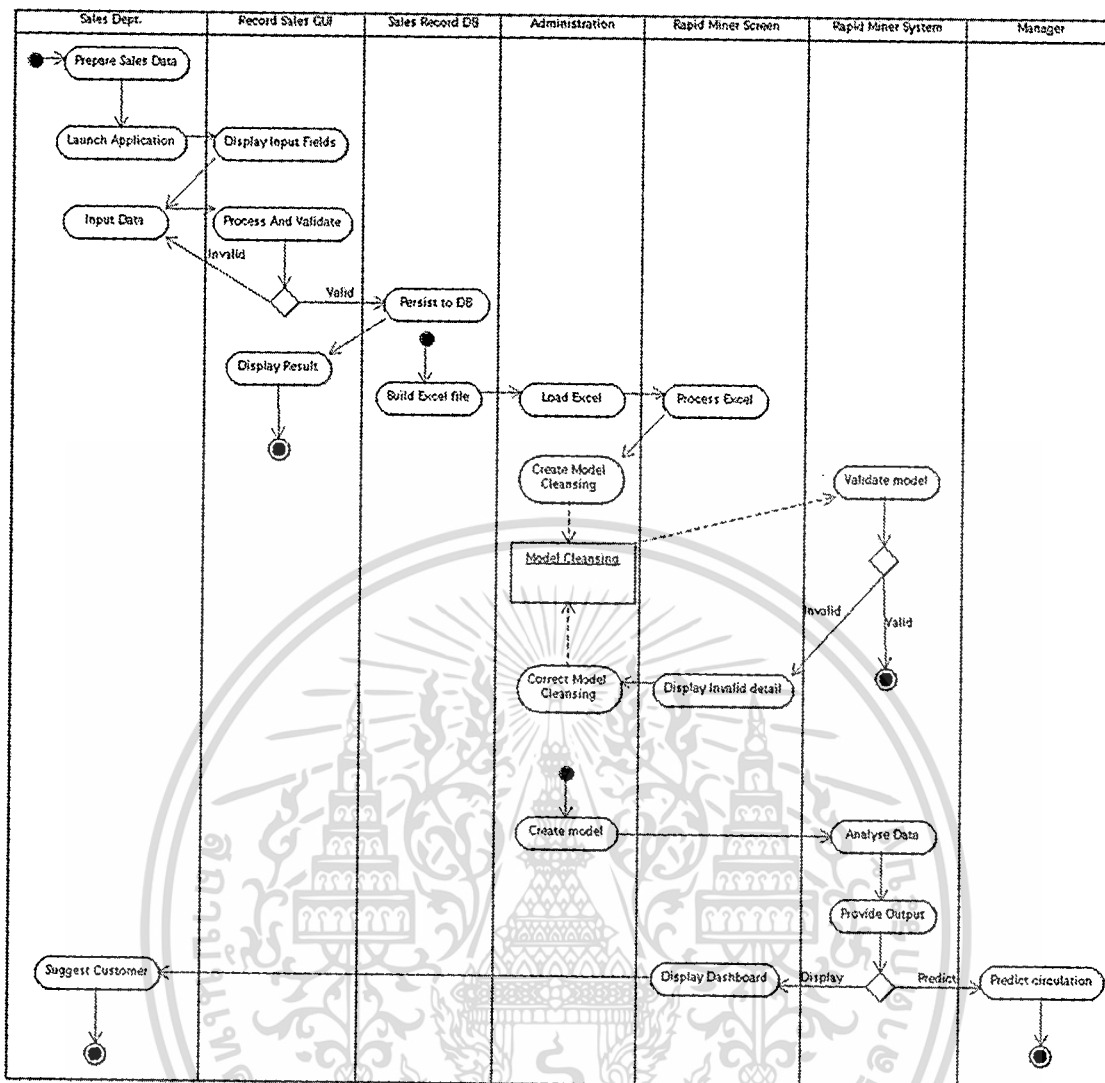 Sales Dept.
Record Sales GUI
Sales Record DB
Administration
Rapid Miner Screen
Rapid Miner System
Manager
Prepare Sales Data
Launch Application
Display Input Fields
Input Data
Process And Validate
Invalid
Valid
Persist to DB
Display Result
Build Excel file
Load Excel
Process Excel
Create Model
Cleansing
Validate model
Model Cleansing
Invalid
Valid
Correct Model
Cleansing
Display Invalid detail
Create model
Analyse Data
Provide Output
Suggest Customer
Display Dashboard
Display
Predict
Predict circulation